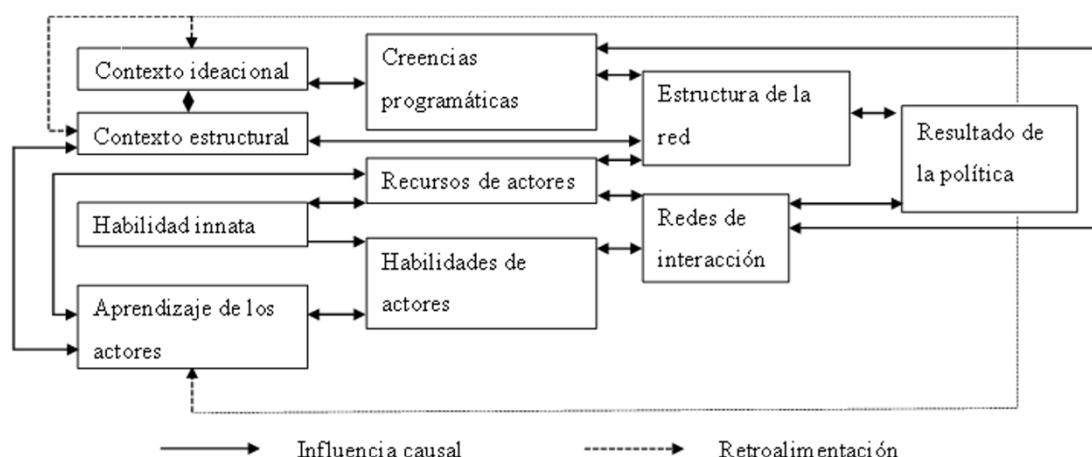 Contexto ideacional
Creencias
programáticas
Contexto estructural
Estructura de la
red
Resultado de
la política
Recursos de actores
Habilidad innata
Redes de
interacción
Habilidades de
actores
Aprendizaje de los
actores
Influencia causal
Retroalimentación